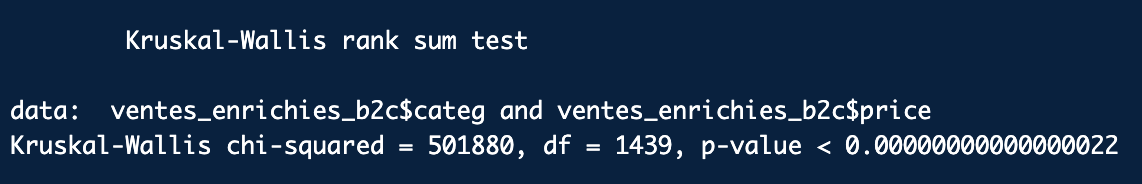 Kruskal-Wallis rank sum test
data:  ventes_enrichies_b2c$categ and ventes_enrichies_b2c$price
Kruskal-Wallis chi-squared = 501880, df = 1439, p-value < 0.00000000000000022